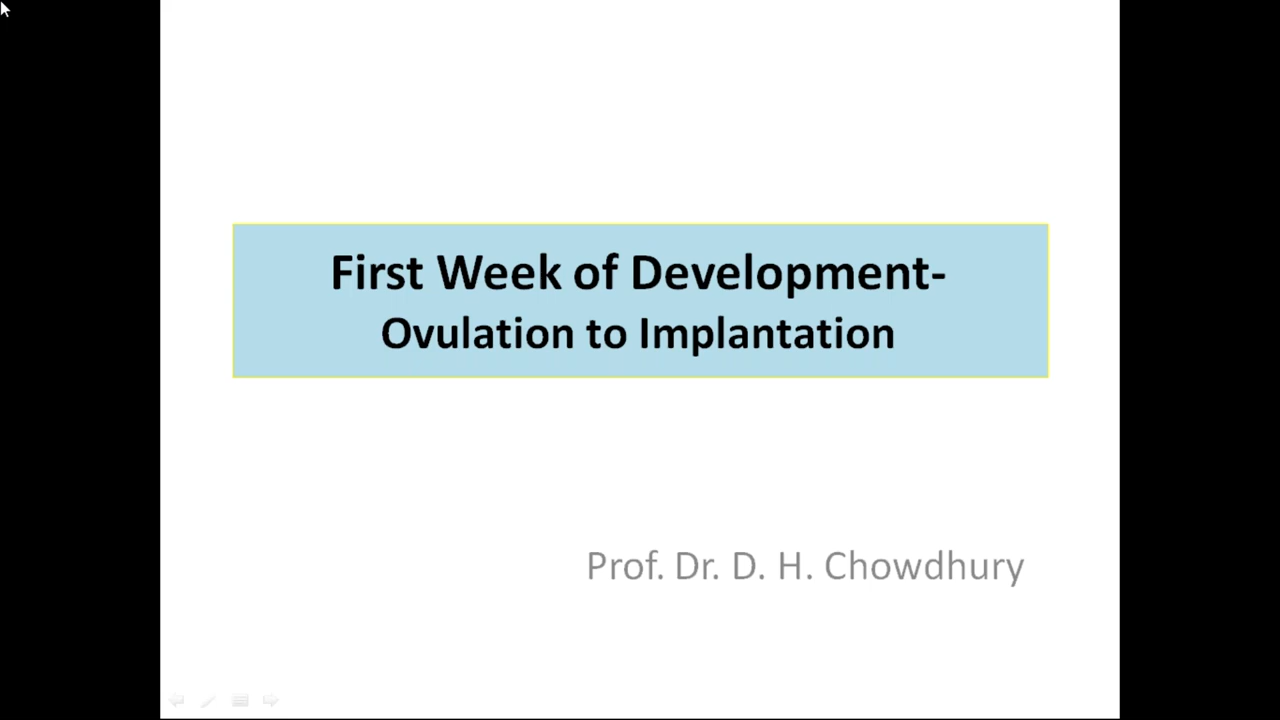 First Week of Development-
Ovulation to Implantation
Prof. Dr. D. H. Chowdhury